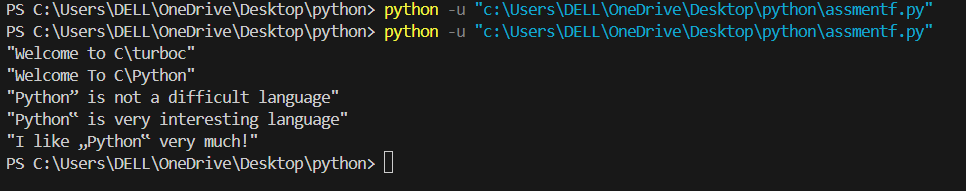 PS C:\Users\DELL\OneDrive\Desktop\python> python -u "c:\Users\DELL\OneDrive\Desktop\python\assmentf.py"
PS C:\Users\DELL\OneDrive\Desktop\python> python -u "c:\Users\DELL\OneDrive\Desktop\python\assmentf.py"
"Welcome to C\turboc"
"Welcome To C\Python"
"Python” is not a difficult language"
"Python‟ is very interesting language"
"I like „Python‟ very much!"
PS C:\Users\DELL\OneDrive\Desktop\python>